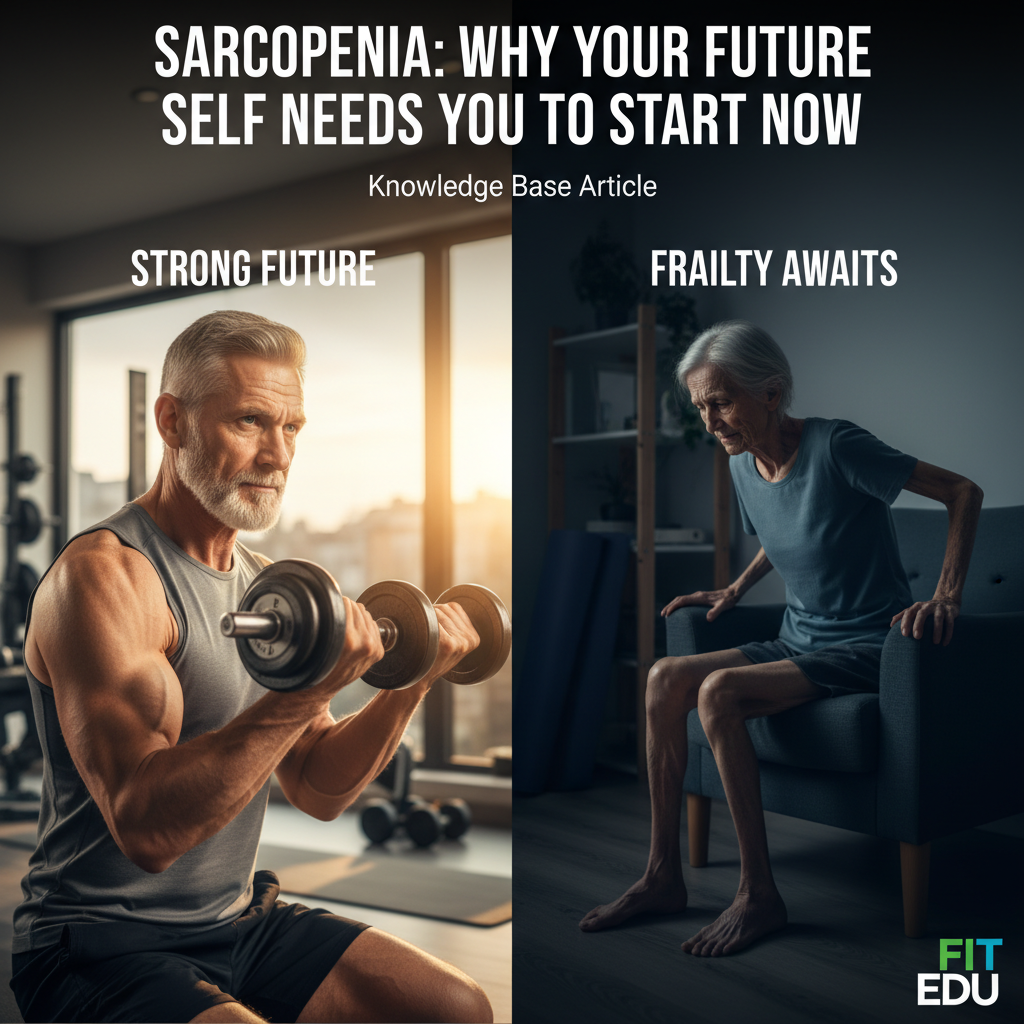 SARCOPENIA: WHY YOUR FUTURE
SELF NEEDS YOU TO START NOW
Knowledge Base Article
STRONG FUTURE
FRAILTY AWAITS
FIT
EDU